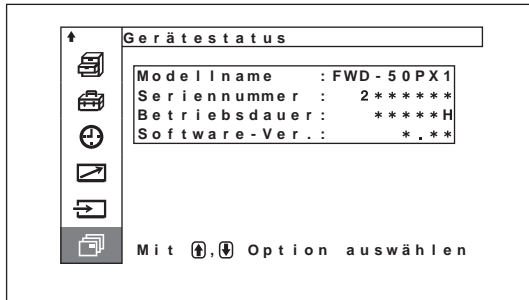 Gerätestatus
Modellname :FWD-50PX1
Seriennummer : 2******
Betriebsdauer: *****H
Software-Ver.: *.**
Mit ↑,↓ Option auswählen